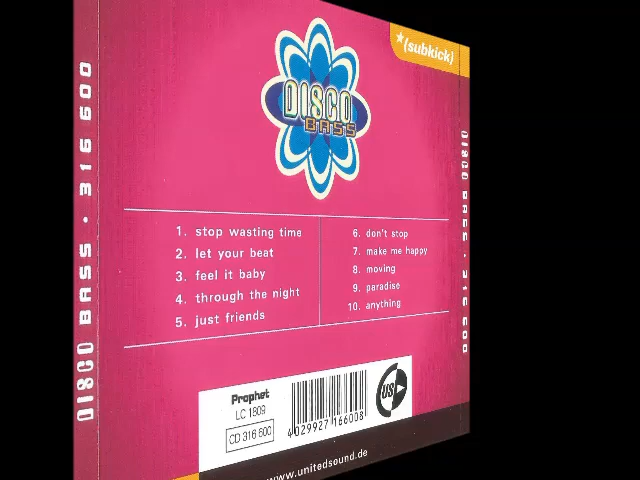 *(subkick)
DISCO
BASS
1. stop wasting time
2. let your beat
3. feel it baby
4. through the night
5. just friends
6. don't stop
7. make me happy
8. moving
9. paradise
10. anything
Prophet
LC 1809
CD 316 600
4 029927 166008
US
www.unitedsound.de
DISCO BASS · 316 600
DISCO BASS · 316 600